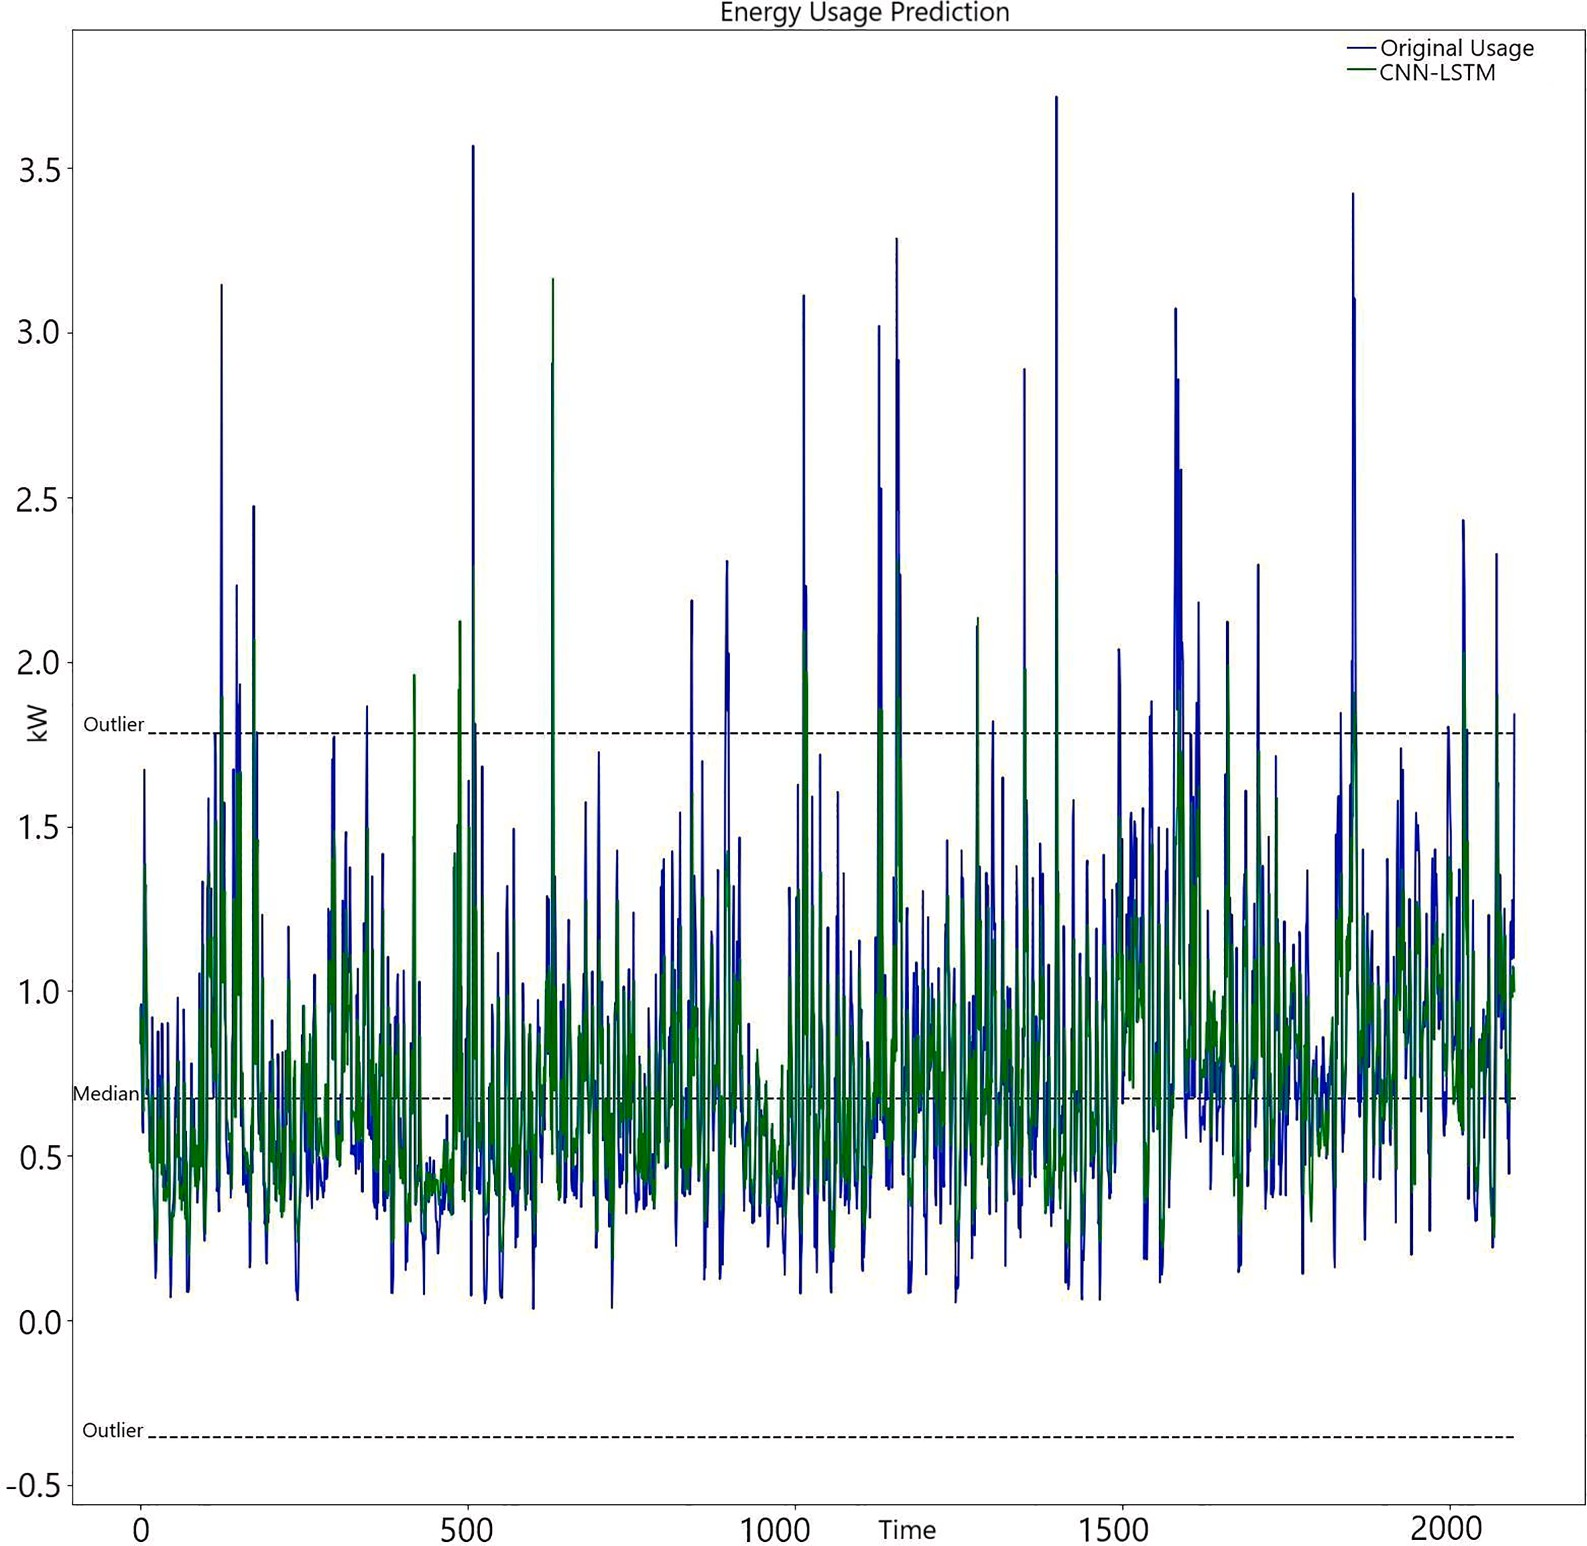 Energy Usage Prediction
Original Usage
CNN-LSTM
3.5
3.0
2.5
2.0
Outlier
kW
1.5
1.0
Median
0.5
0.0
Outlier
-0.5
0 500 1000 Time 1500 2000